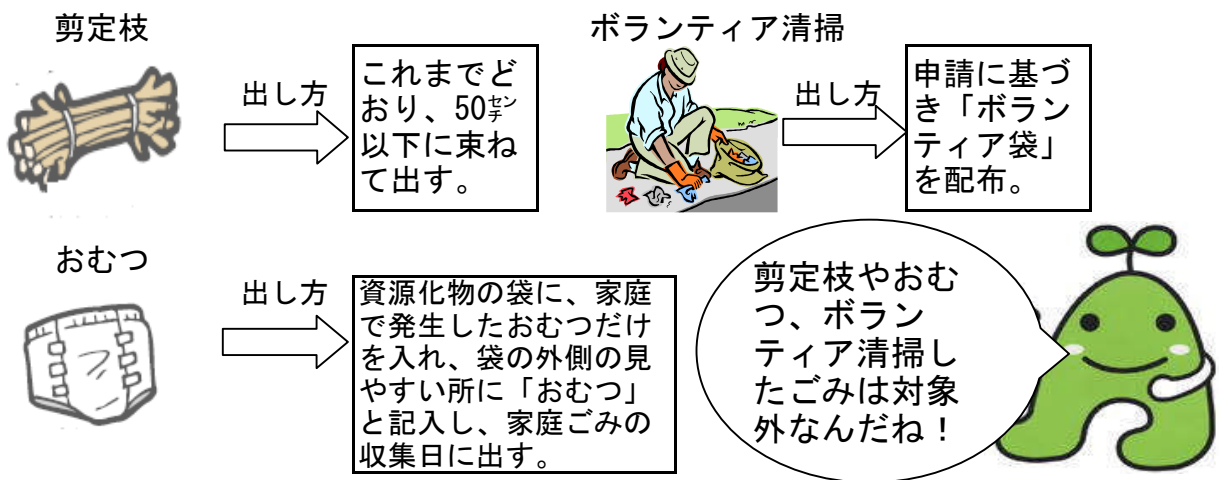 剪定枝
出し方
これまでど
おり、50㌢
以下に束ね
て出す。
ボランティア清掃
出し方
申請に基づ
き「ボラン
ティア袋」
を配布。
おむつ
出し方
資源化物の袋に、家庭
で発生したおむつだけ
を入れ、袋の外側の見
やすい所に「おむつ」
と記入し、家庭ごみの
収集日に出す。
剪定枝やおむ
つ、ボラン
ティア清掃し
たごみは対象
外なんだね!